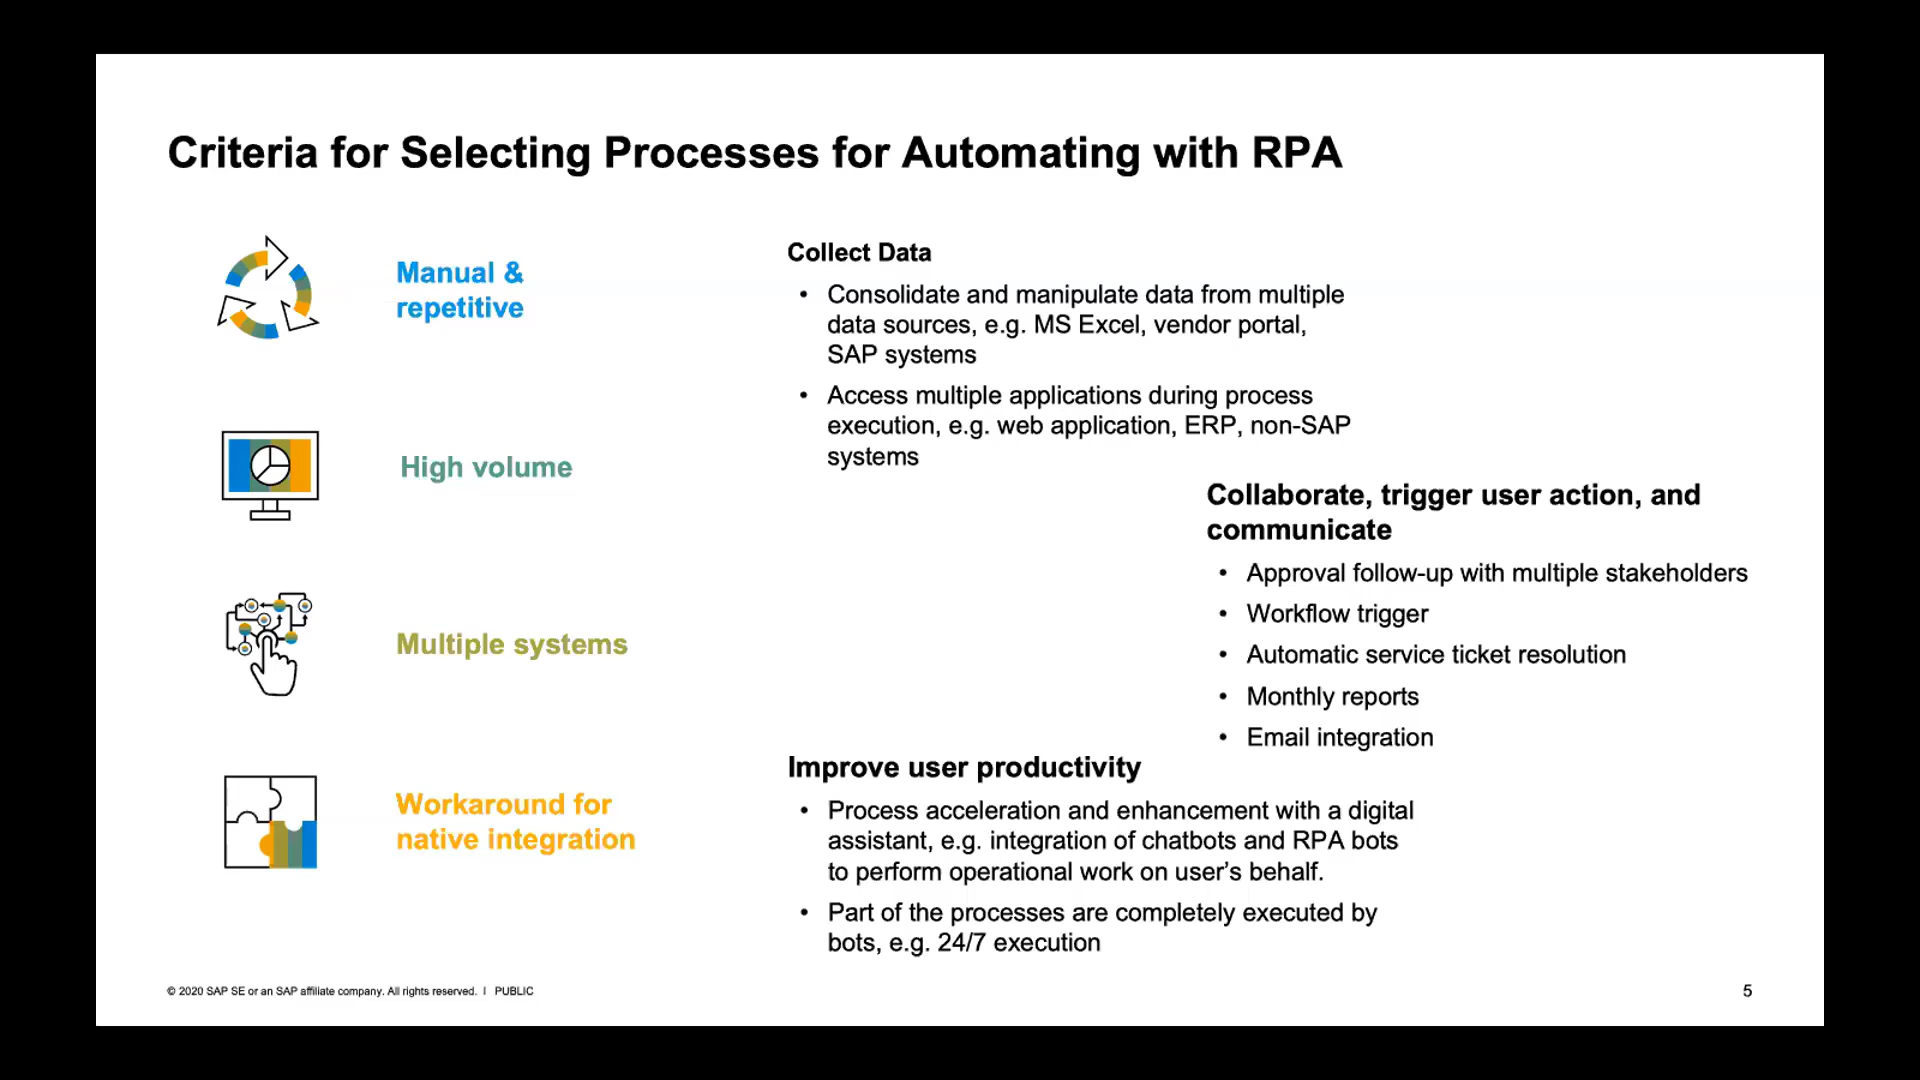 Criteria for Selecting Processes for Automating with RPA
Manual &
repetitive
High volume
Multiple systems
Workaround for
native integration
Collect Data
• Consolidate and manipulate data from multiple
data sources, e.g. MS Excel, vendor portal,
SAP systems
• Access multiple applications during process
execution, e.g. web application, ERP, non-SAP
systems
Collaborate, trigger user action, and
communicate
• Approval follow-up with multiple stakeholders
• Workflow trigger
• Automatic service ticket resolution
• Monthly reports
• Email integration
Improve user productivity
• Process acceleration and enhancement with a digital
assistant, e.g. integration of chatbots and RPA bots
to perform operational work on user’s behalf.
• Part of the processes are completely executed by
bots, e.g. 24/7 execution
© 2020 SAP SE or an SAP affiliate company. All rights reserved. I PUBLIC
5